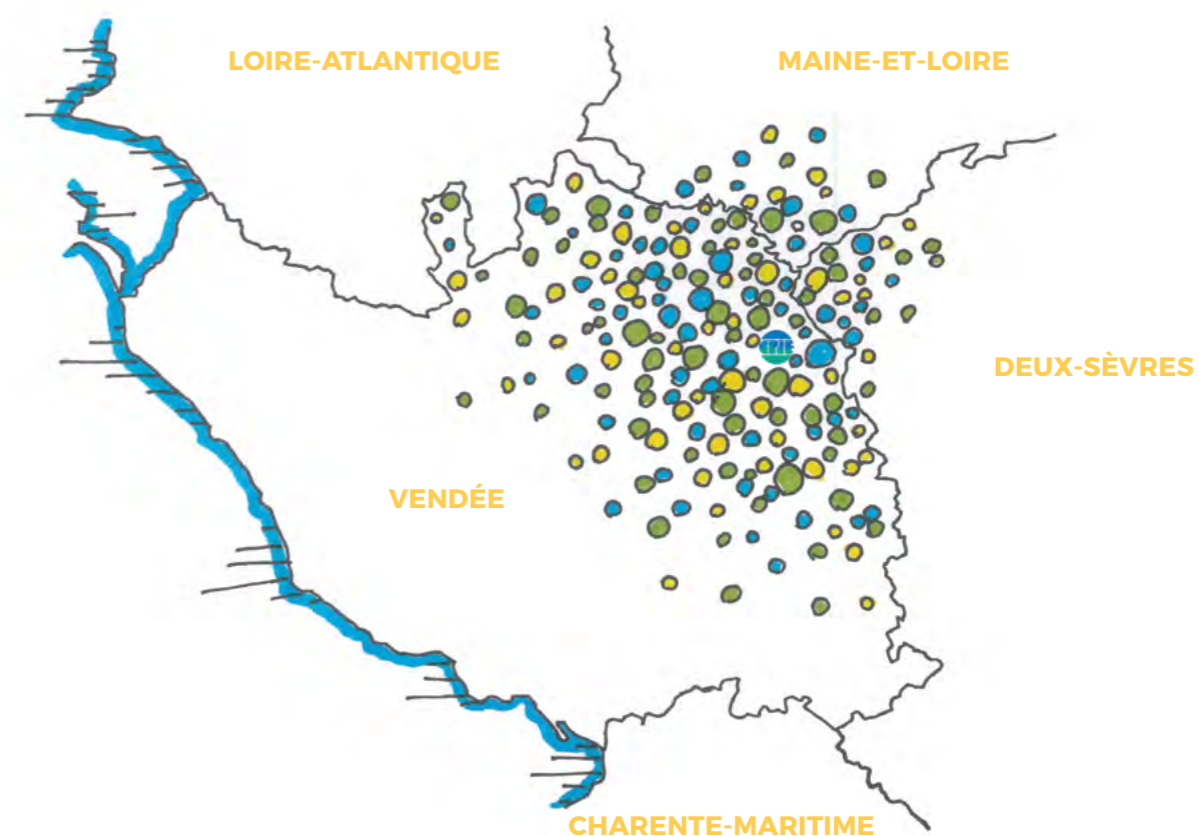 LOIRE-ATLANTIQUE
MAINE-ET-LOIRE
DEUX-SÈVRES
VENDÉE
CHARENTE-MARITIME